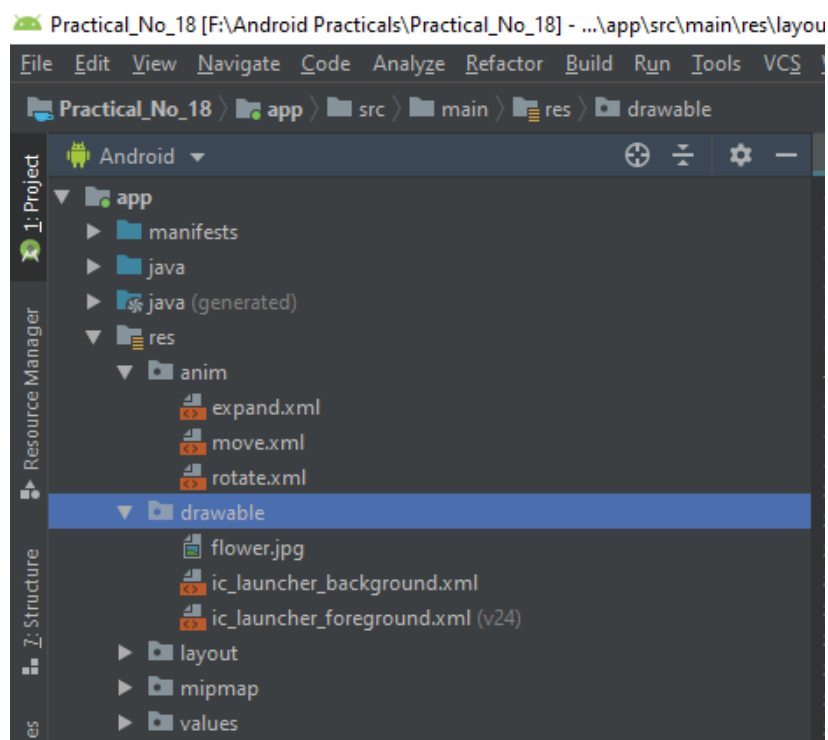 Practical_No_18 [F:\Android Practicals\Practical_No_18] - ...\app\src\main\res\layou
File Edit View Navigate Code Analyze Refactor Build Run Tools VCS
Practical_No_18 app src main res drawable
Android
1: Project
app
manifests
java
java (generated)
res
Resource Manager
anim
expand.xml
move.xml
rotate.xml
drawable
flower.jpg
ic_launcher_background.xml
ic_launcher_foreground.xml (v24)
7: Structure
layout
mipmap
values